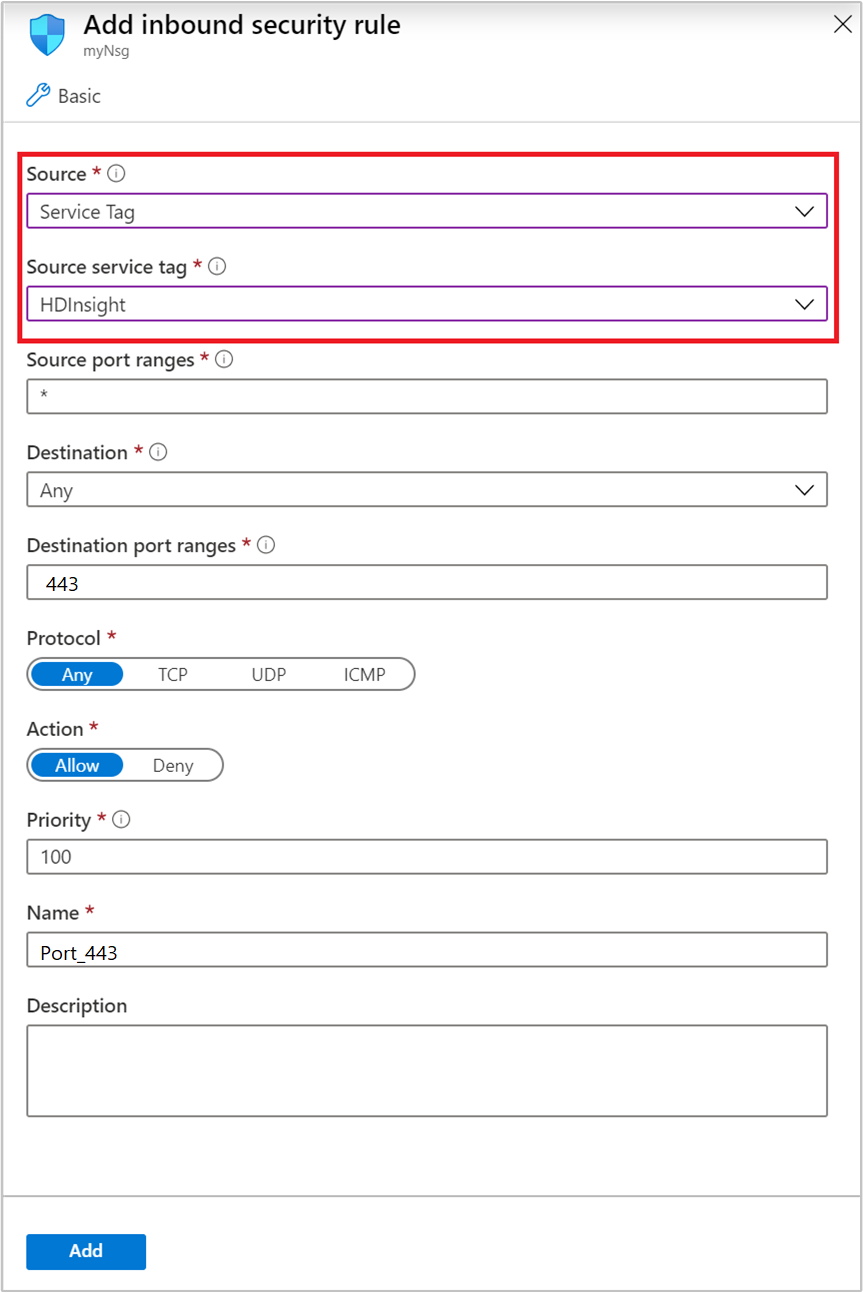 Add inbound security rule
myNsg
Basic
Source *
Service Tag
Source service tag *
HDInsight
Source port ranges *
*
Destination *
Any
Destination port ranges *
443
Protocol *
Any TCP UDP ICMP
Action *
Allow Deny
Priority *
100
Name *
Port_443
Description
Add